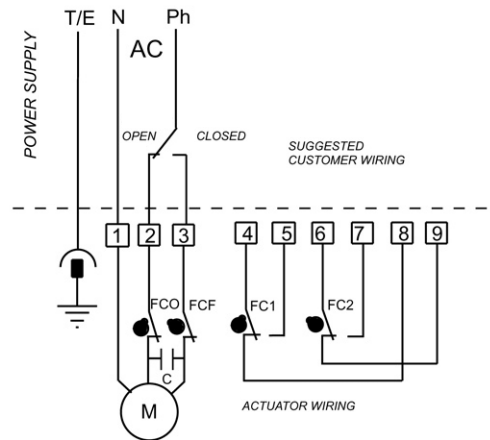 T/E N Ph
AC
POWER SUPPLY
OPEN CLOSED
SUGGESTED
CUSTOMER WIRING
1 2 3 4 5 6 7 8 9
FCO FCF FC1 FC2
C
M
ACTUATOR WIRING